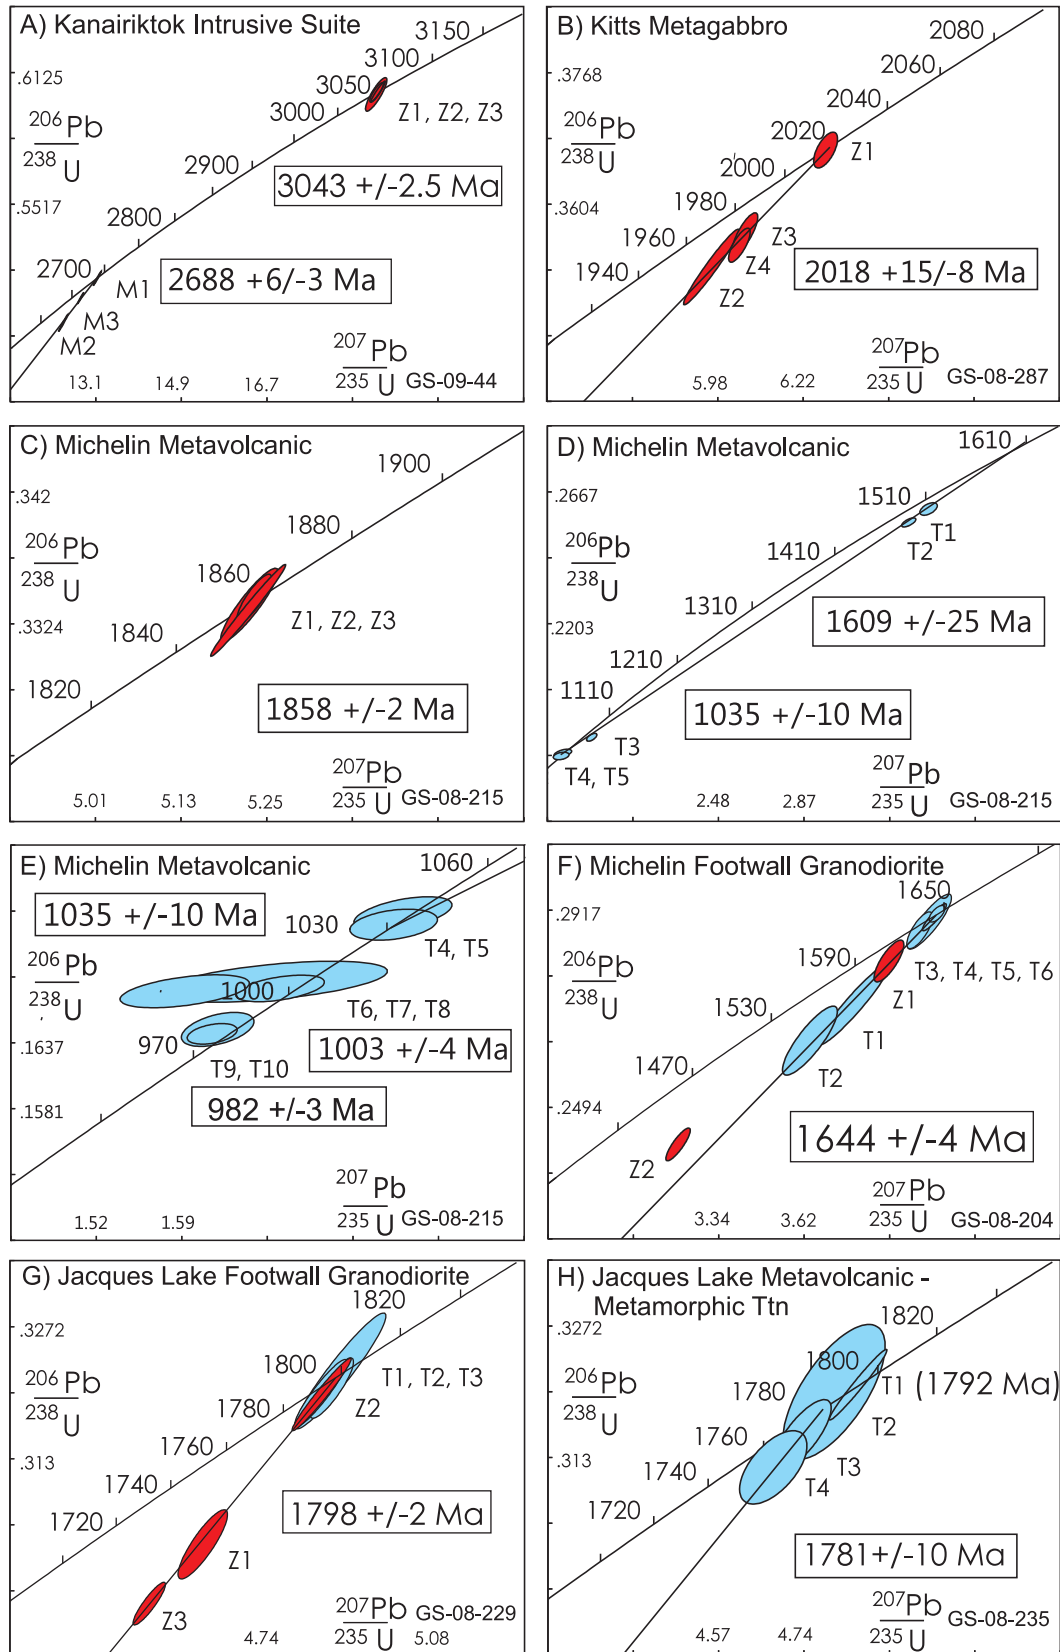 A) Kanairiktok Intrusive Suite
3150
3100
3050
3000
2900
2800
2700
.6125
.5517
206Pb
238U
Z1, Z2, Z3
3043 +/-2.5 Ma
2688 +6/-3 Ma
M1
M3
M2
13.1 14.9 16.7
207Pb
235U GS-09-44
B) Kitts Metagabbro
2080
2060
2040
2020
2000
1980
1960
1940
.3768
.3604
206Pb
238U
Z1
Z3
Z4
Z2
2018 +15/-8 Ma
5.98 6.22
207Pb
235U GS-08-287
C) Michelin Metavolcanic
1900
1880
1860
1840
1820
.342
.3324
206Pb
238U
Z1, Z2, Z3
1858 +/-2 Ma
5.01 5.13 5.25
207Pb
235U GS-08-215
D) Michelin Metavolcanic
1610
1510
1410
1310
1210
1110
.2667
.2203
206Pb
238U
T1
T2
1609 +/-25 Ma
1035 +/-10 Ma
T3
T4, T5
2.48 2.87
207Pb
235U GS-08-215
E) Michelin Metavolcanic
1060
1030
1000
970
1035 +/-10 Ma
206Pb
238U
.1637
.1581
T4, T5
T6, T7, T8
1003 +/-4 Ma
T9, T10
982 +/-3 Ma
1.52 1.59
207Pb
235U GS-08-215
F) Michelin Footwall Granodiorite
1650
1590
1530
1470
.2917
.2494
206Pb
238U
T3, T4, T5, T6
Z1
T1
T2
Z2
1644 +/-4 Ma
3.34 3.62
207Pb
235U GS-08-204
G) Jacques Lake Footwall Granodiorite
1820
1800
1780
1760
1740
1720
.3272
.313
206Pb
238U
T1, T2, T3
Z2
1798 +/-2 Ma
Z1
Z3
4.74 5.08
207Pb
235U GS-08-229
H) Jacques Lake Metavolcanic -
Metamorphic Ttn
1820
1800
1780
1760
1740
1720
.3272
.313
206Pb
238U
T1 (1792 Ma)
T2
T3
T4
1781+/-10 Ma
4.57 4.74
207Pb
235U GS-08-235